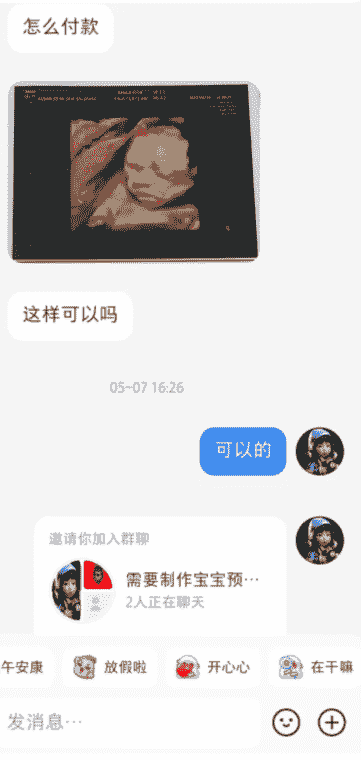 怎么付款
这样可以吗
05-07 16:26
可以的
邀请你加入群聊
需要制作宝宝预…
2人正在聊天
午安康
放假啦
开心心
在干嘛
发消息…